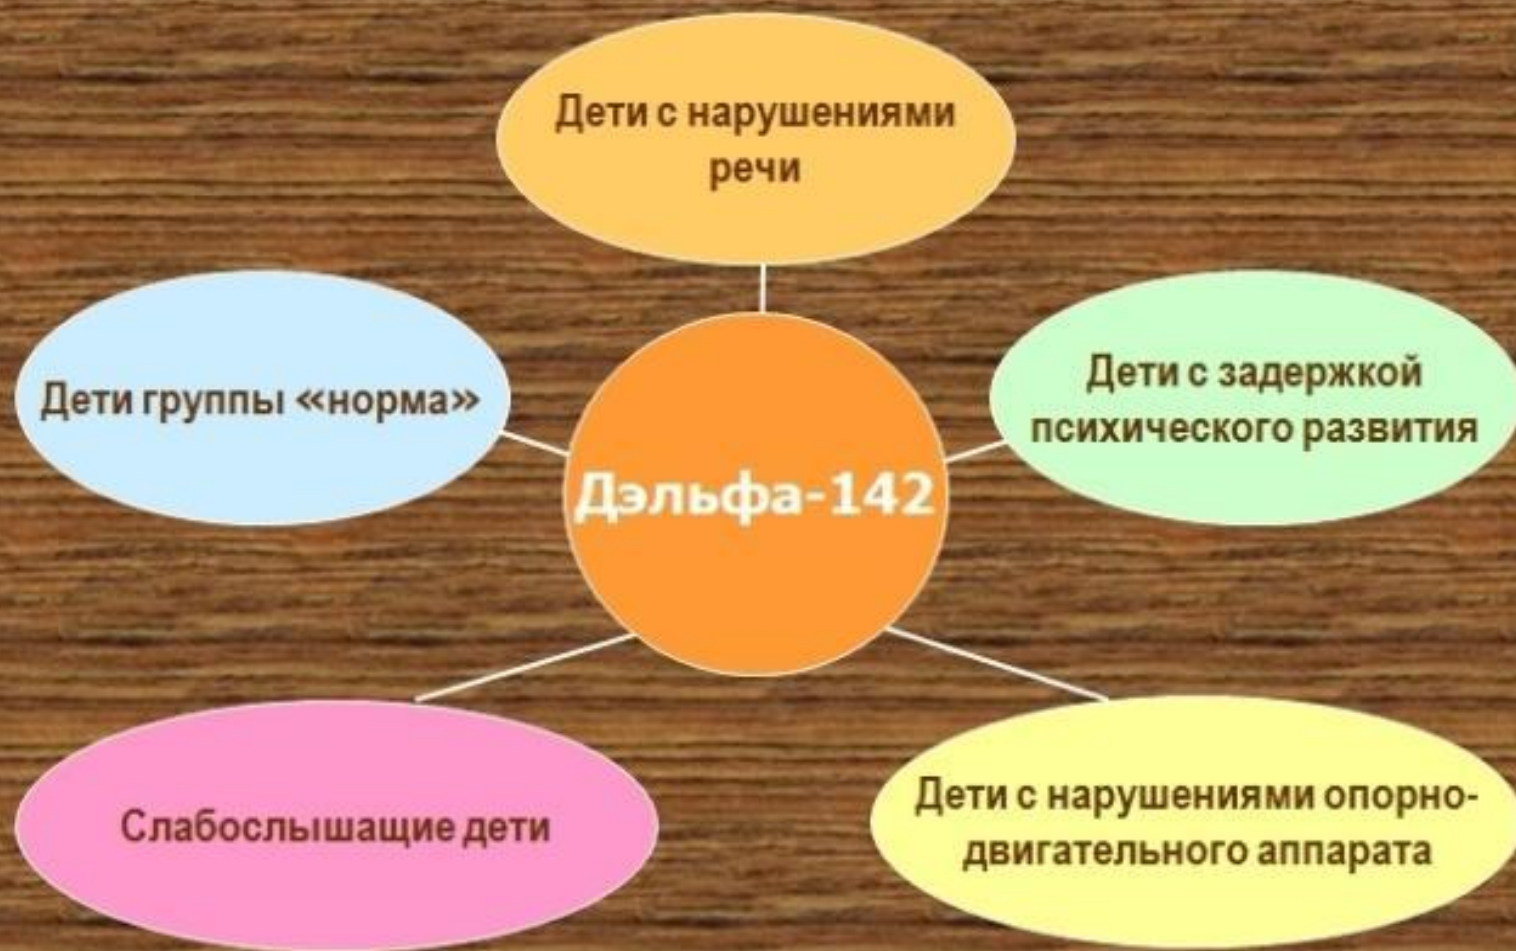 Дети с нарушениями
речи
Дети группы «норма»
Дети с задержкой
психического развития
Дэльфа-142
Слабослышащие дети
Дети с нарушениями опорно-
двигательного аппарата